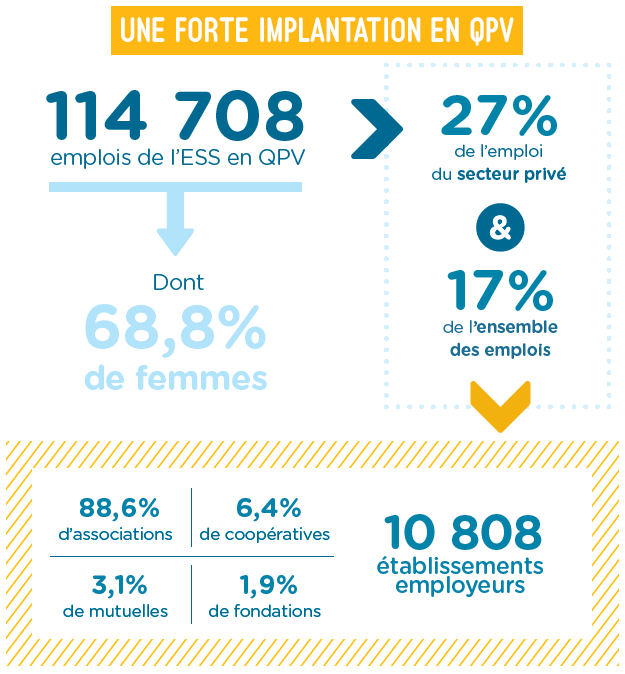 UNE FORTE IMPLANTATION EN QPV
114 708
emplois de l'ESS en QPV
Dont
68,8%
de femmes
27%
de l'emploi
du secteur privé
&
17%
de l'ensemble
des emplois
88,6%
d'associations
6,4%
de coopératives
3,1%
de mutuelles
1,9%
de fondations
10 808
établissements
employeurs